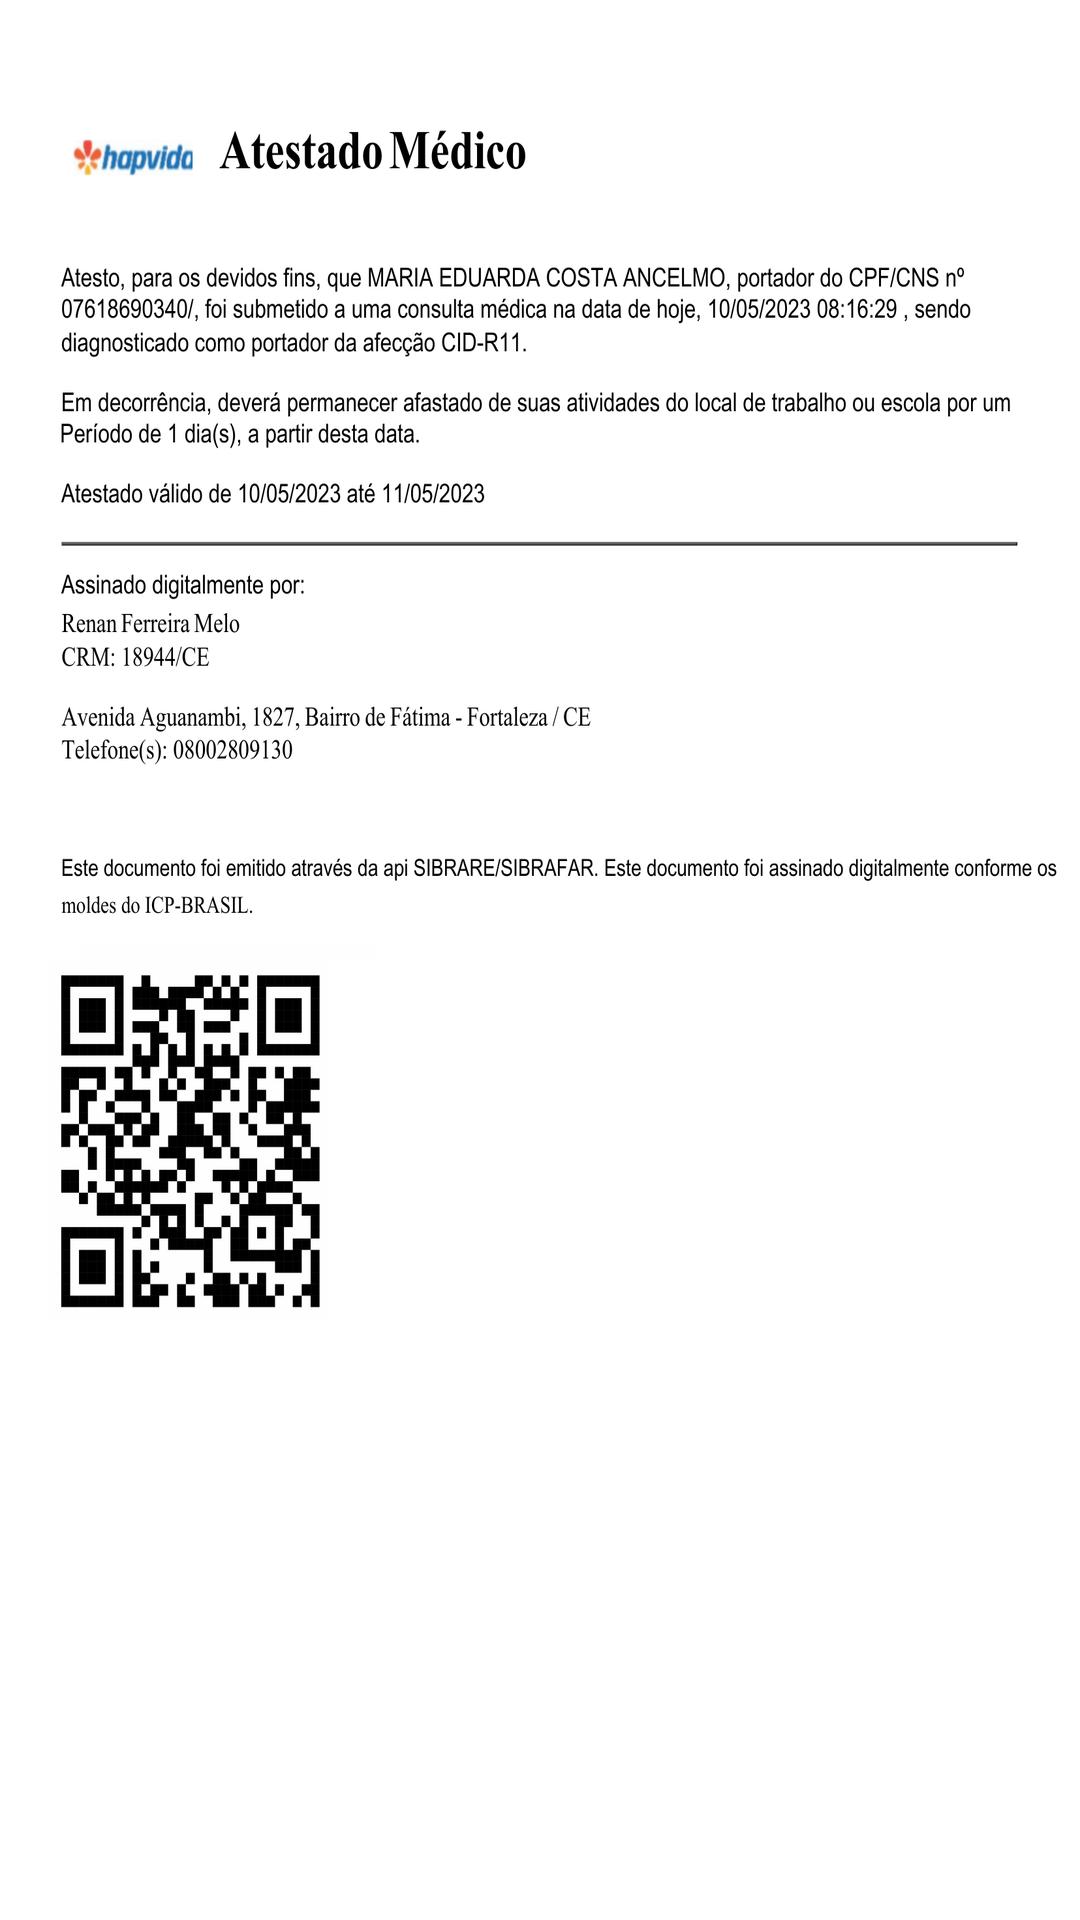 hapvida Atestado Médico
Atesto, para os devidos fins, que MARIA EDUARDA COSTA ANCELMO, portador do CPF/CNS nº
07618690340/, foi submetido a uma consulta médica na data de hoje, 10/05/2023 08:16:29 , sendo
diagnosticado como portador da afecção CID-R11.
Em decorrência, deverá permanecer afastado de suas atividades do local de trabalho ou escola por um
Período de 1 dia(s), a partir desta data.
Atestado válido de 10/05/2023 até 11/05/2023
Assinado digitalmente por:
Renan Ferreira Melo
CRM: 18944/CE
Avenida Aguanambi, 1827, Bairro de Fátima - Fortaleza / CE
Telefone(s): 08002809130
Este documento foi emitido através da api SIBRARE/SIBRAFAR. Este documento foi assinado digitalmente conforme os
moldes do ICP-BRASIL.